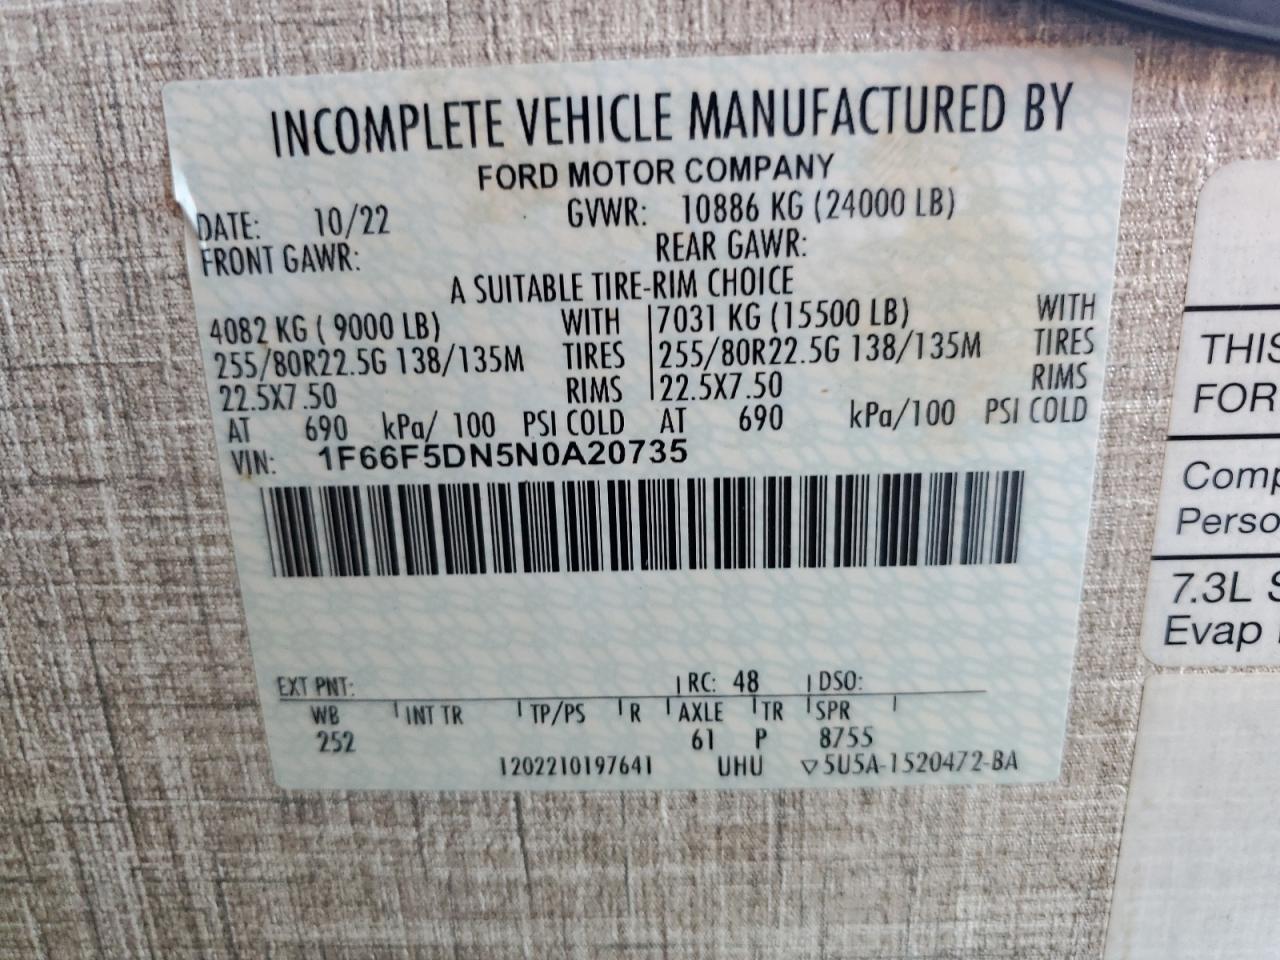 INCOMPLETE VEHICLE MANUFACTURED BY
FORD MOTOR COMPANY
DATE: 10/22 GVWR: 10886 KG (24000 LB)
FRONT GAWR: REAR GAWR:
A SUITABLE TIRE-RIM CHOICE
4082 KG ( 9000 LB) WITH 7031 KG (15500 LB) WITH
255/80R22.5G 138/135M TIRES 255/80R22.5G 138/135M TIRES
22.5X7.50 RIMS 22.5X7.50 RIMS
AT 690 kPa/ 100 PSI COLD AT 690 kPa/100 PSI COLD
VIN: 1F66F5DN5N0A20735
EXT PNT: RC: 48 DSO:
WB INT TR TP/PS R AXLE TR SPR
252 61 P 8755
1202210197641 UHU ▽5U5A-1520472-BA
THIS
FOR
Comp
Perso
7.3L S
Evap